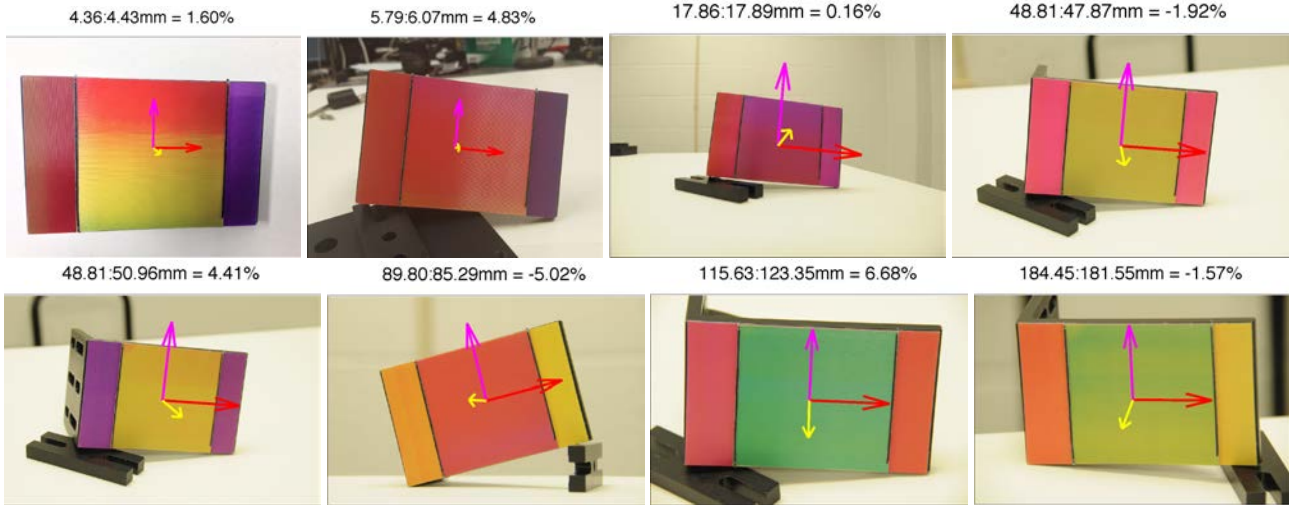 4.36:4.43mm = 1.60%
5.79:6.07mm = 4.83%
17.86:17.89mm = 0.16%
48.81:47.87mm = -1.92%
48.81:50.96mm = 4.41%
89.80:85.29mm = -5.02%
115.63:123.35mm = 6.68%
184.45:181.55mm = -1.57%